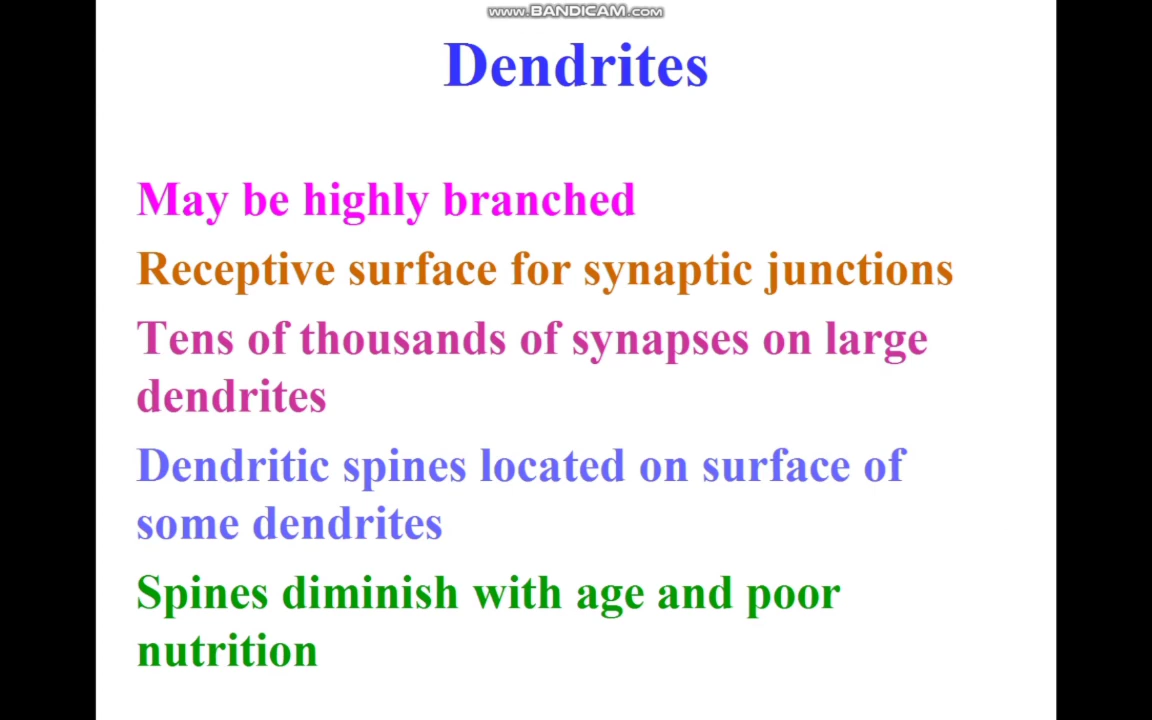 www.BANDICAM.com
Dendrites
May be highly branched
Receptive surface for synaptic junctions
Tens of thousands of synapses on large
dendrites
Dendritic spines located on surface of
some dendrites
Spines diminish with age and poor
nutrition